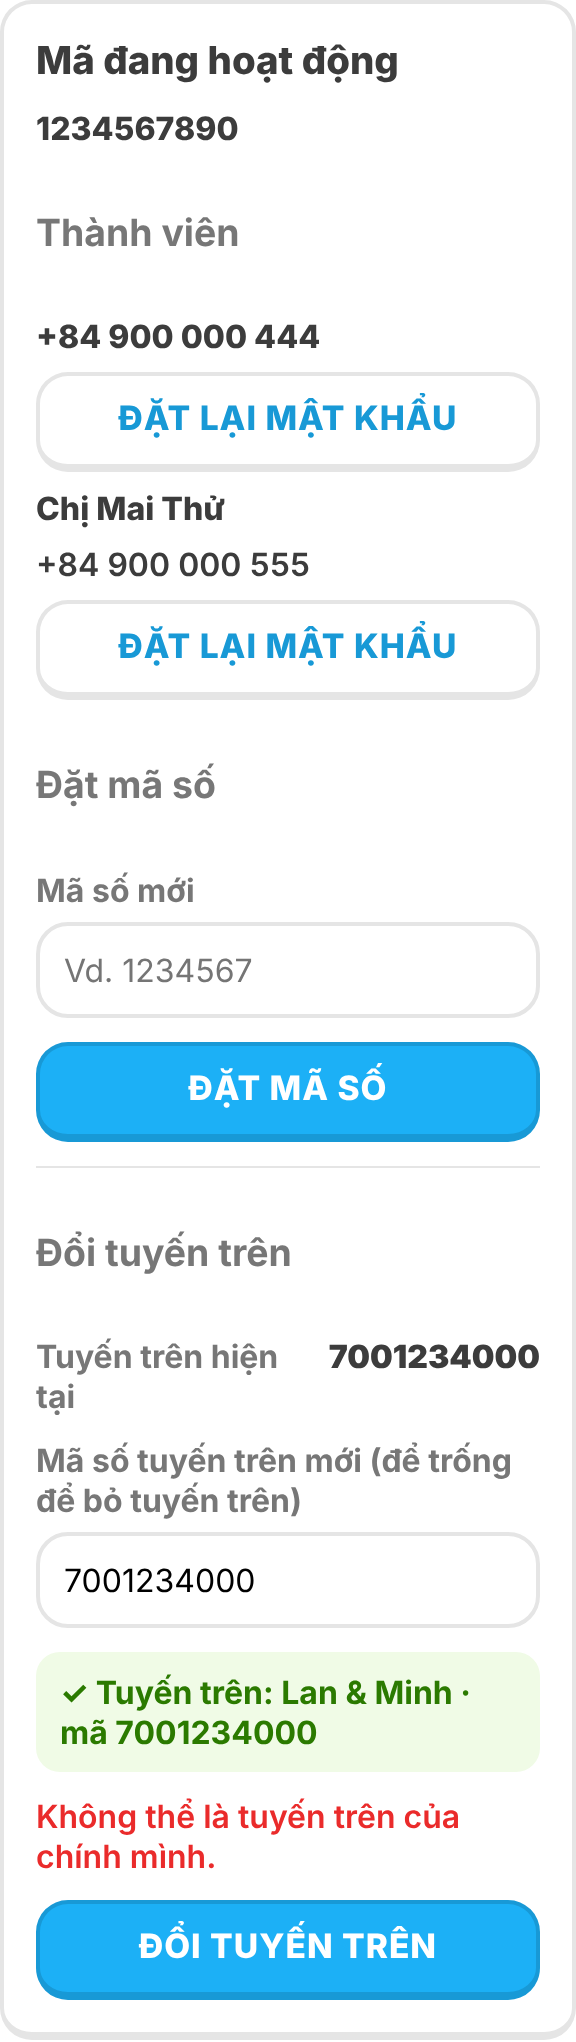 Mã đang hoạt động
1234567890
Thành viên
+84 900 000 444
ĐẶT LẠI MẬT KHẨU
Chị Mai Thử
+84 900 000 555
ĐẶT LẠI MẬT KHẨU
Đặt mã số
Mã số mới
Vd. 1234567
ĐẶT MÃ SỐ
Đổi tuyến trên
Tuyến trên hiện tại 7001234000
Mã số tuyến trên mới (để trống
để bỏ tuyến trên)
7001234000
✓ Tuyến trên: Lan & Minh ·
mã 7001234000
Không thể là tuyến trên của
chính mình.
ĐỔI TUYẾN TRÊN